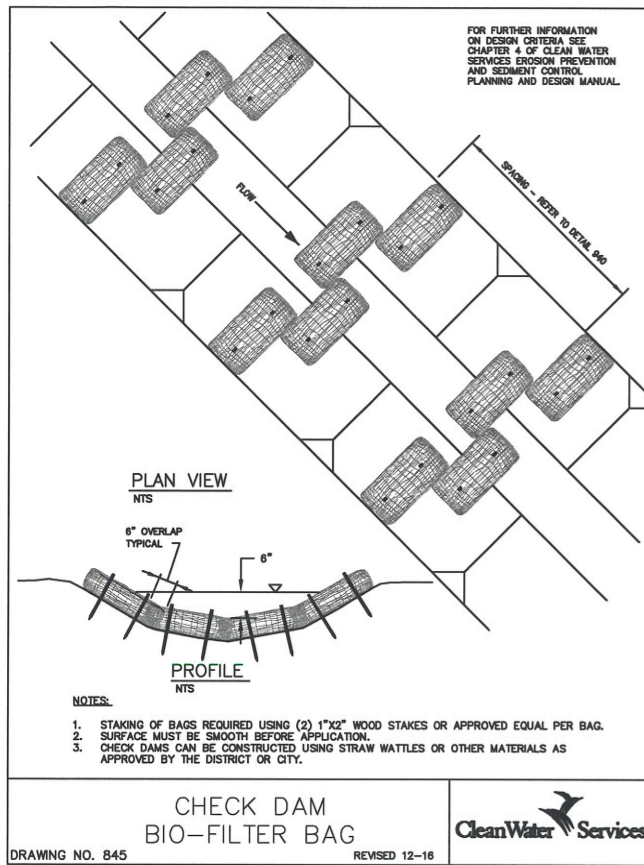 FOR FURTHER INFORMATION
ON DESIGN CRITERIA SEE
CHAPTER 4 OF CLEAN WATER
SERVICES EROSION PREVENTION
AND SEDIMENT CONTROL
PLANNING AND DESIGN MANUAL.
SPACING - REFER TO DETAIL 940
FLOW
PLAN VIEW
NTS
6" OVERLAP
TYPICAL
6"
PROFILE
NTS
NOTES:
1. STAKING OF BAGS REQUIRED USING (2) 1"X2" WOOD STAKES OR APPROVED EQUAL PER BAG.
2. SURFACE MUST BE SMOOTH BEFORE APPLICATION.
3. CHECK DAMS CAN BE CONSTRUCTED USING STRAW WATTLES OR OTHER MATERIALS AS
APPROVED BY THE DISTRICT OR CITY.
CHECK DAM
BIO-FILTER BAG
DRAWING NO. 845
REVISED 12-16
CleanWater Services